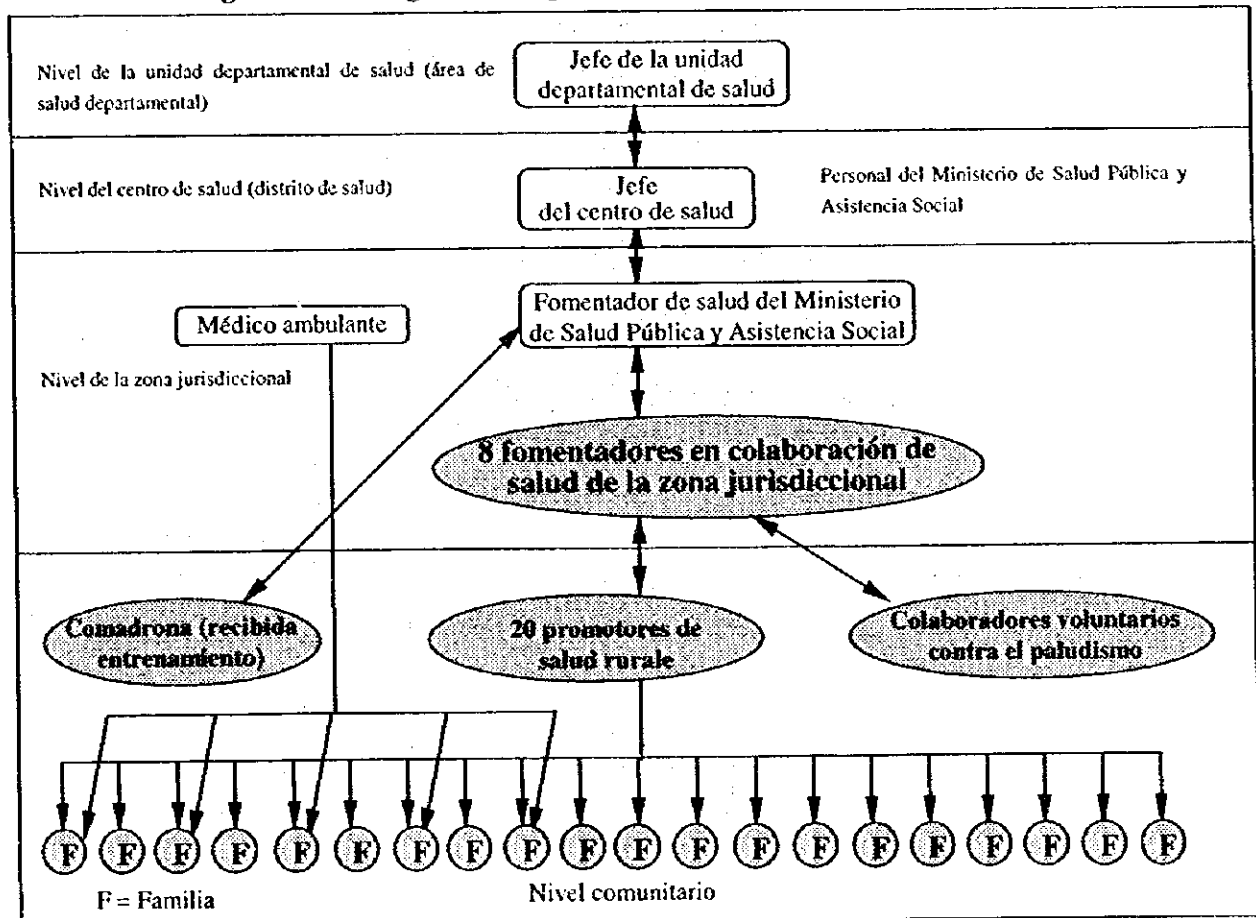 Nivel de la unidad departamental de salud (área de
salud departamental)
Jefe de la unidad
departamental de salud
Nivel del centro de salud (distrito de salud)
Jefe
del centro de salud
Personal del Ministerio de Salud Pública y
Asistencia Social
Médico ambulante
Fomentador de salud del Ministerio
de Salud Pública y Asistencia Social
Nivel de la zona jurisdiccional
8 fomentadores en colaboración de
salud de la zona jurisdiccional
Comadrona (recibida
entrenamiento)
20 promotores de
salud rurale
Colaboradores voluntarios
contra el paludismo
F F F F F F F F F F F F F F F F F F F F
F = Familia
Nivel comunitario